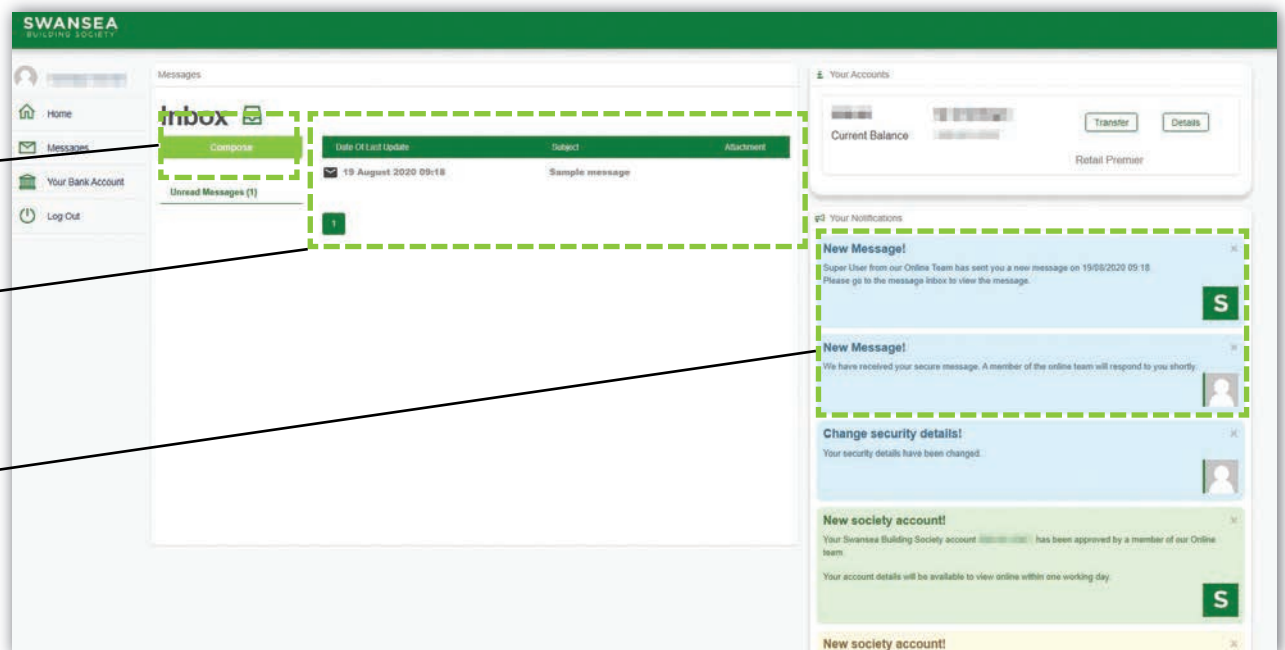 SWANSEA
BUILDING SOCIETY
Home
Messages
Your Bank Account
Log Out
Messages
Inbox
Compose
Unread Messages (1)
Date Of Last Update Subject Attachment
19 August 2020 09:18 Sample message
1
£ Your Accounts
Current Balance
Transfer Details
Retail Premier
Your Notifications
New Message! ×
Super User from our Online Team has sent you a new message on 19/08/2020 09:18
Please go to the message Inbox to view the message.
S
New Message! ×
We have received your secure message. A member of the online team will respond to you shortly.
Change security details! ×
Your security details have been changed.
New society account! ×
Your Swansea Building Society account has been approved by a member of our Online
team.
Your account details will be available to view online within one working day.
S
New society account! ×